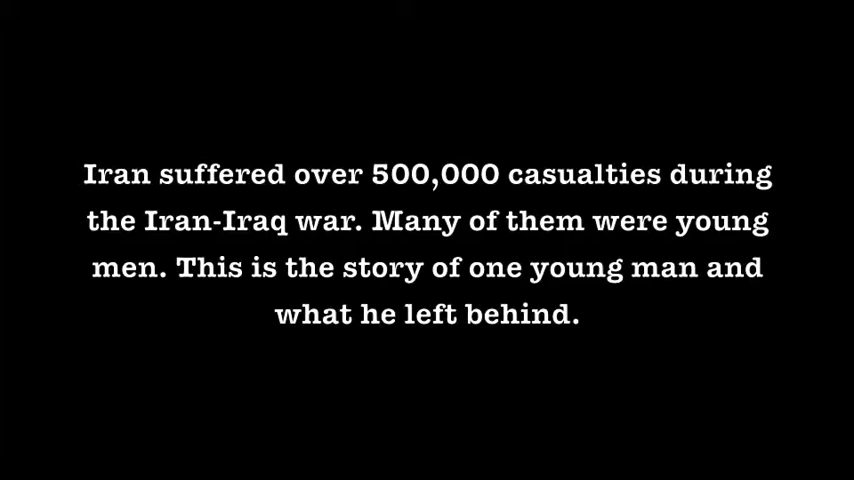 Iran suffered over 500,000 casualties during
the Iran-Iraq war. Many of them were young
men. This is the story of one young man and
what he left behind.